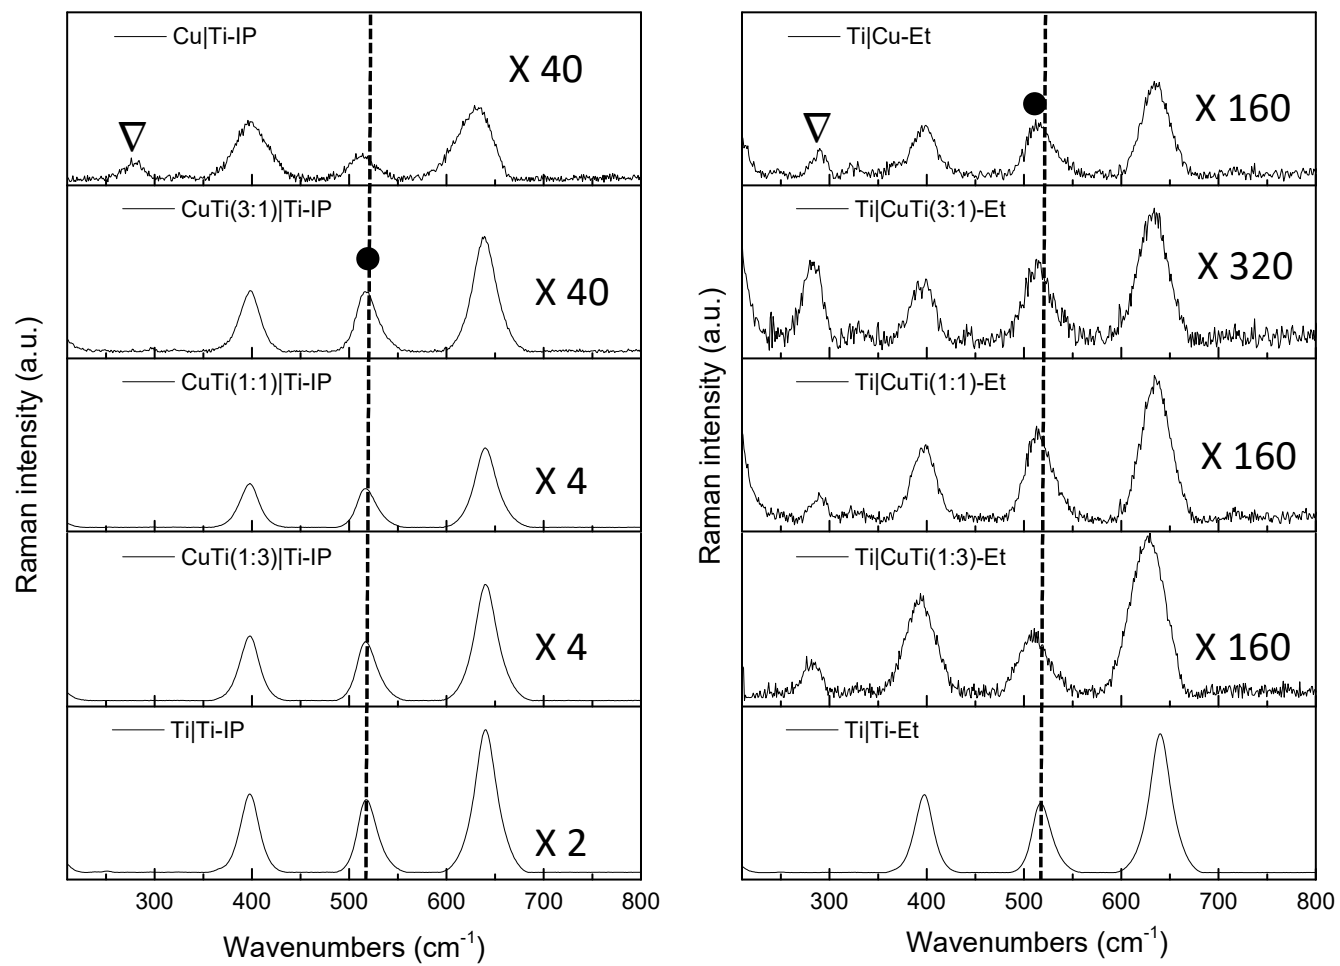 Cu|Ti-IP
X 40
CuTi(3:1)|Ti-IP
X 40
CuTi(1:1)|Ti-IP
X 4
CuTi(1:3)|Ti-IP
X 4
Ti|Ti-IP
X 2
300 400 500 600 700 800
Wavenumbers (cm⁻¹)
Raman intensity (a.u.)
Ti|Cu-Et
X 160
Ti|CuTi(3:1)-Et
X 320
Ti|CuTi(1:1)-Et
X 160
Ti|CuTi(1:3)-Et
X 160
Ti|Ti-Et
300 400 500 600 700 800
Wavenumbers (cm⁻¹)
Raman intensity (a.u.)